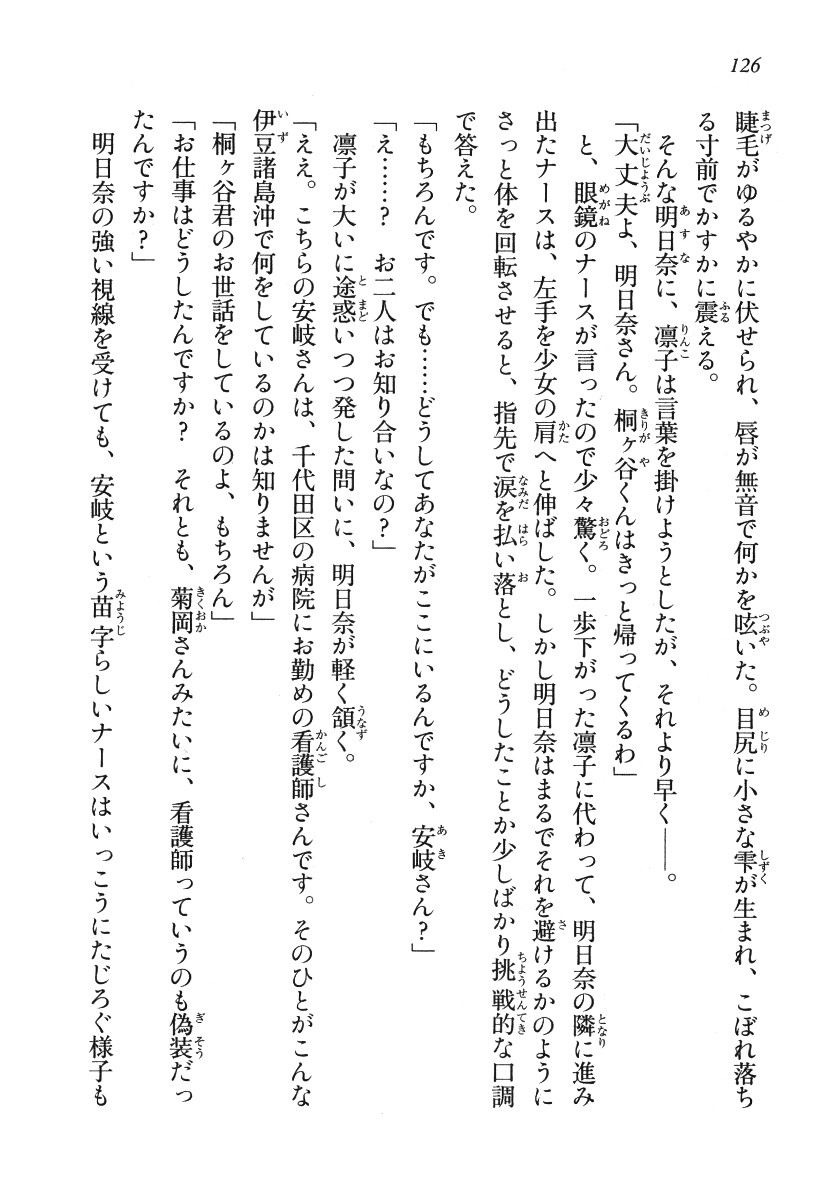 126
睫毛がゆるやかに伏せられ、唇が無音で何かを呟いた。目尻に小さな雫が生まれ、こぼれ落ち
る寸前でかすかに震える。
そんな明日奈に、凛子は言葉を掛けようとしたが、それより早く――。
「大丈夫よ、明日奈さん。桐ヶ谷くんはきっと帰ってくるわ」
と、眼鏡のナースが言ったので少々驚く。一歩下がった凛子に代わって、明日奈の隣に進み
出たナースは、左手を少女の肩へと伸ばした。しかし明日奈はまるでそれを避けるかのように
さっと体を回転させると、指先で涙を払い落とし、どうしたことか少しばかり挑戦的な口調
で答えた。
「もちろんです。でも……どうしてあなたがここにいるんですか、安岐さん？」
「え……？　お二人はお知り合いなの？」
凛子が大いに途惑いつつ発した問いに、明日奈が軽く頷く。
「ええ。こちらの安岐さんは、千代田区の病院にお勤めの看護師さんです。そのひとがこんな
伊豆諸島沖で何をしているのかは知りませんが」
「桐ヶ谷君のお世話をしているのよ、もちろん」
「お仕事はどうしたんですか？　それとも、菊岡さんみたいに、看護師っていうのも偽装だっ
たんですか？」
明日奈の強い視線を受けても、安岐という苗字らしいナースはいっこうにたじろぐ様子も